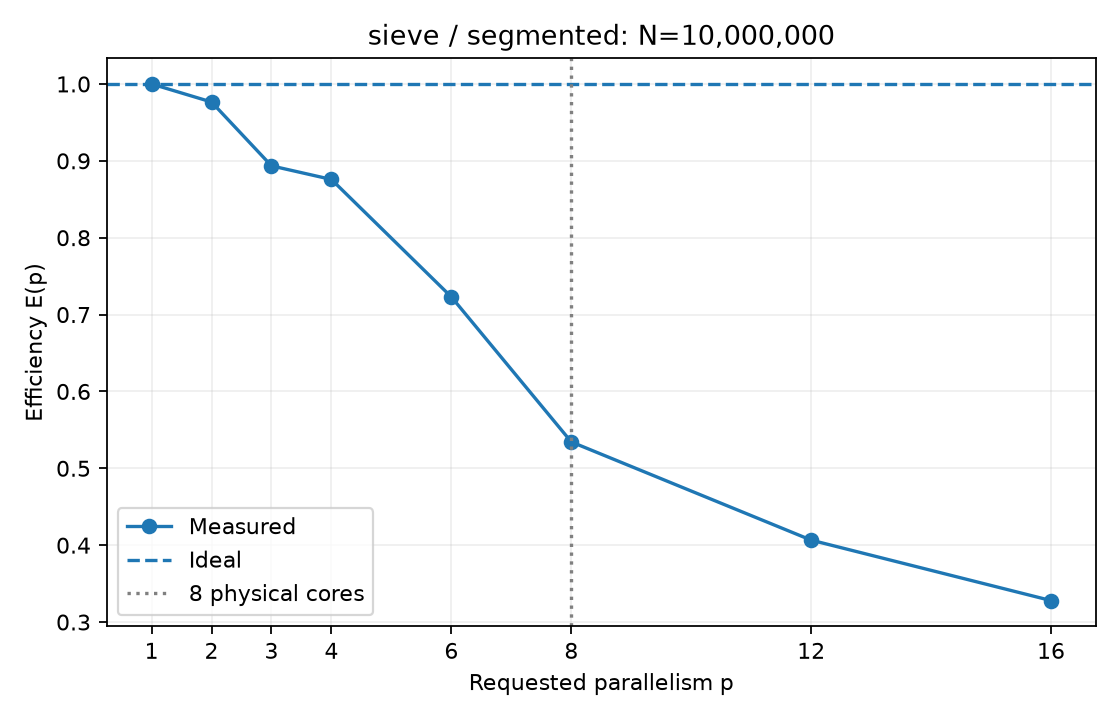 sieve / segmented: N=10,000,000
Efficiency E(p)
1.0
0.9
0.8
0.7
0.6
0.5
0.4
0.3
Measured
Ideal
8 physical cores
1 2 3 4 6 8 12 16
Requested parallelism p